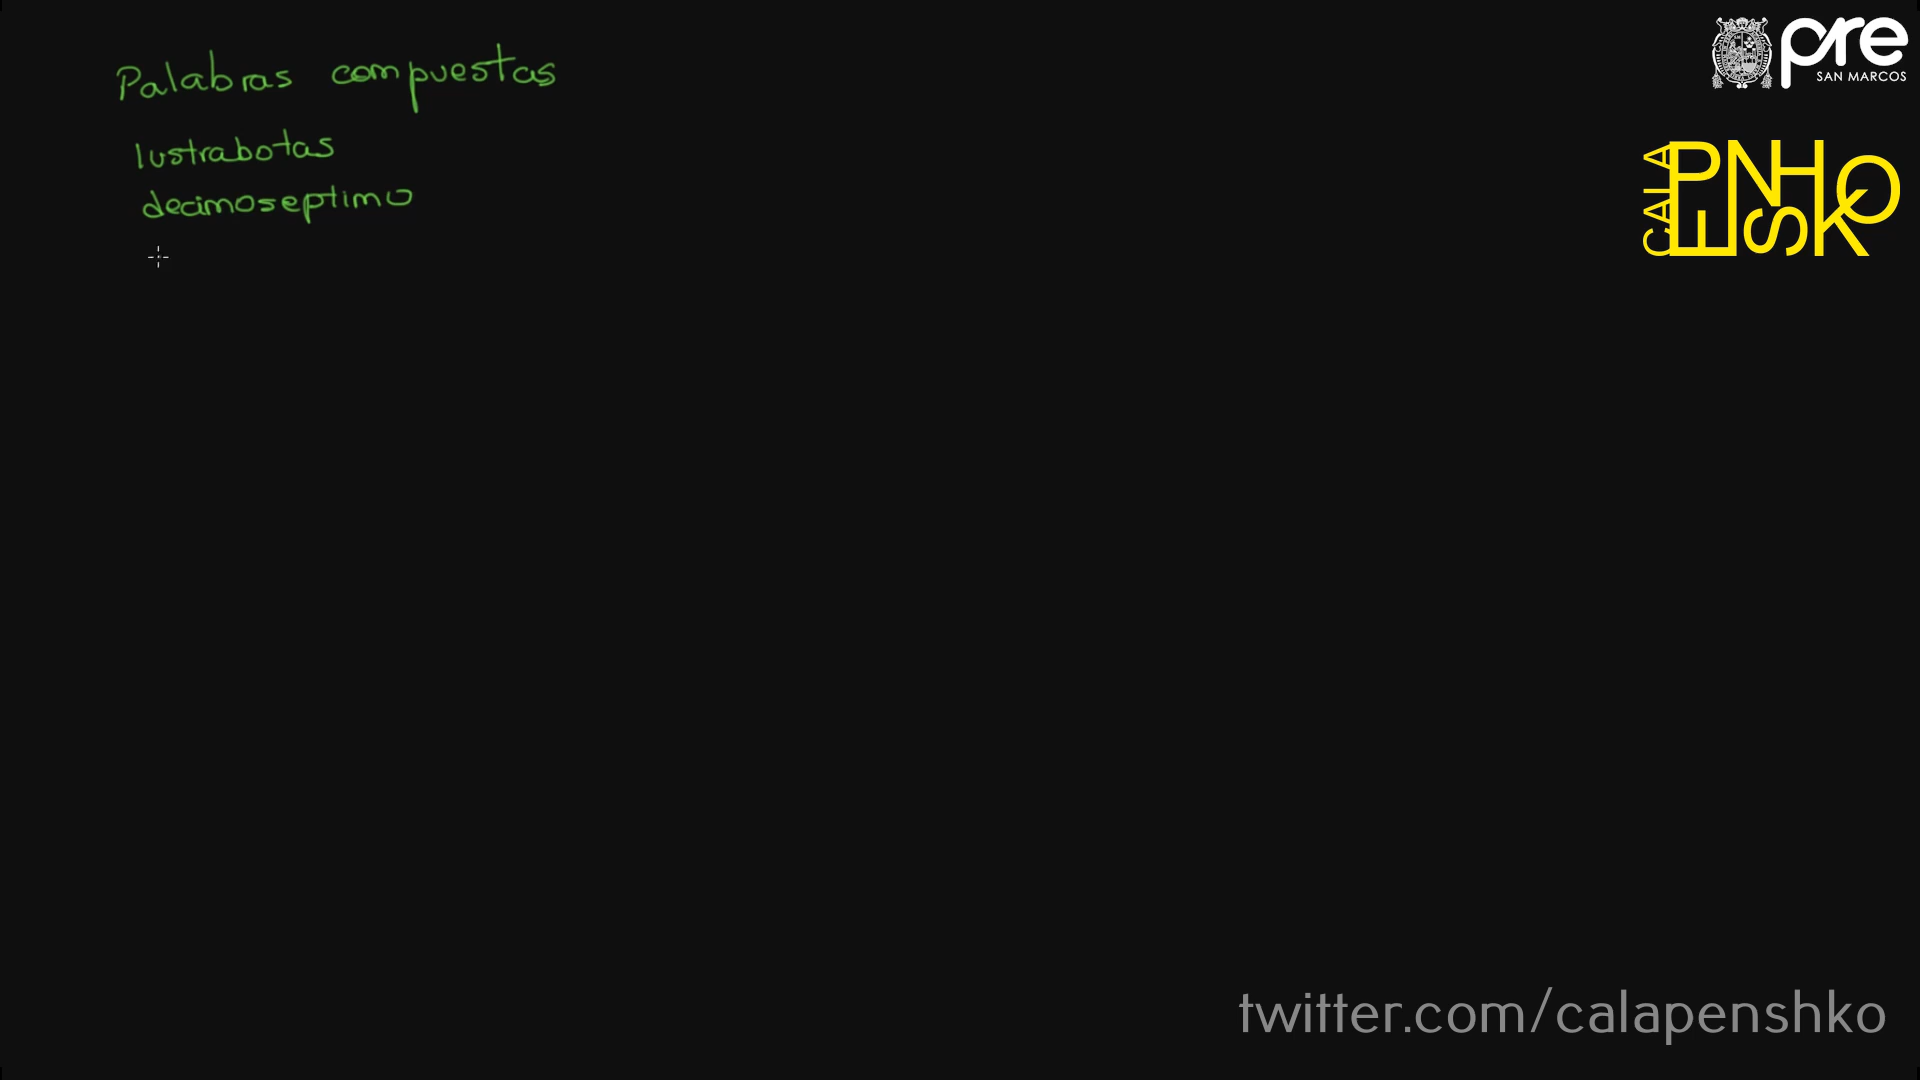 Palabras compuestas
lustrabotas
decimoseptimo
pre
SAN MARCOS
CALA
PENSHKO
twitter.com/calapenshko